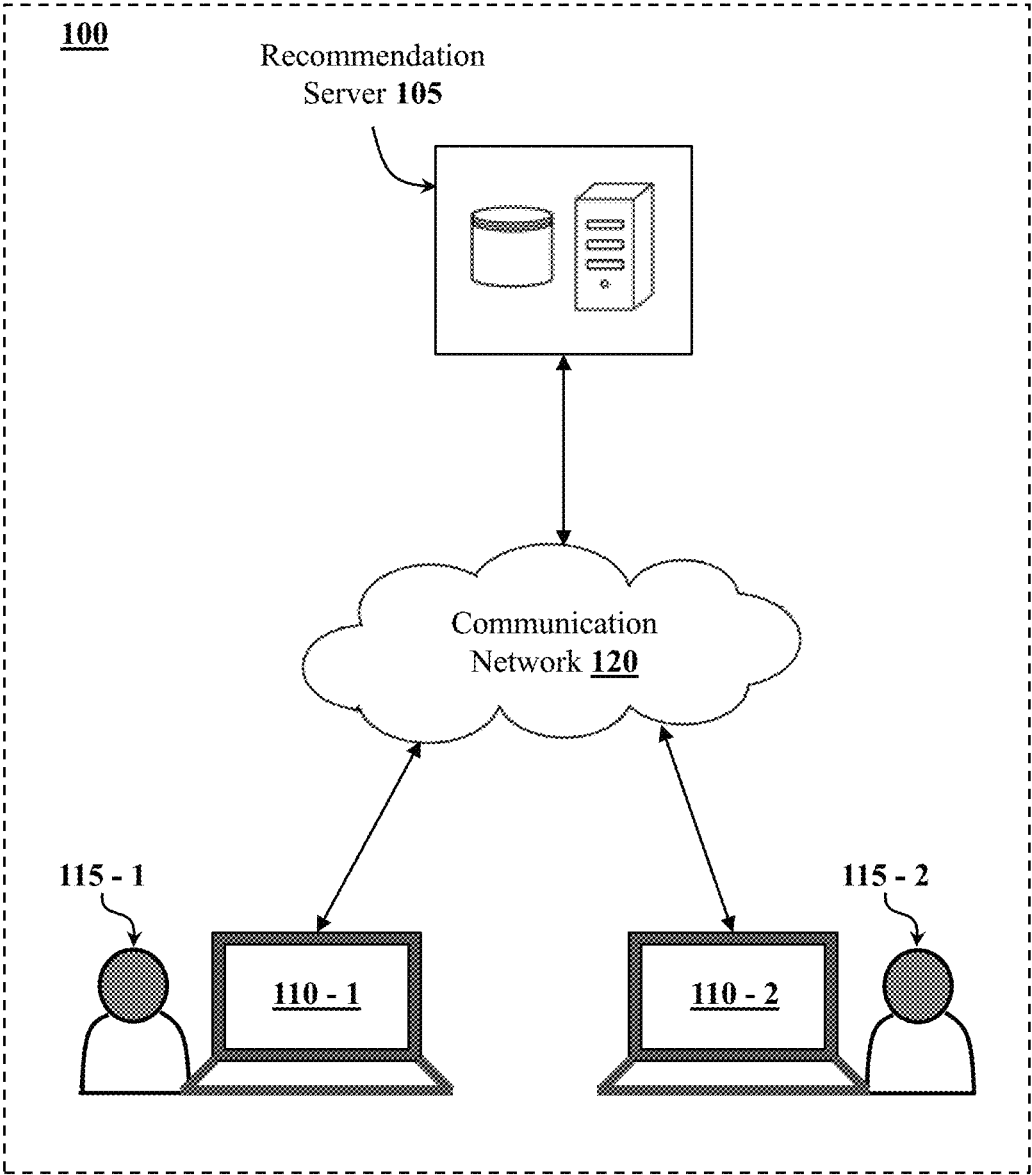 100
Recommendation
Server 105
Communication
Network 120
115 - 1
115 - 2
110 - 1
110 - 2